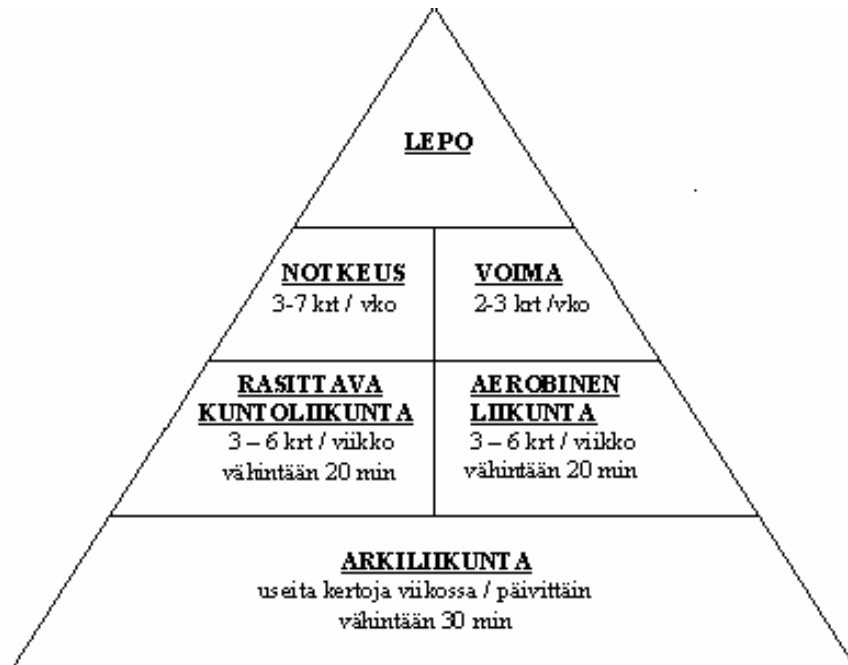 LEPO
NOTKEUS
3-7 krt / vko
VOIMA
2-3 krt /vko
RASITTAVA
KUNTOLIIKUNTA
3 – 6 krt / viikko
vähintään 20 min
AEROBINEN
LIIKUNTA
3 – 6 krt / viikko
vähintään 20 min
ARKILIIKUNTA
useita kertoja viikossa / päivittäin
vähintään 30 min